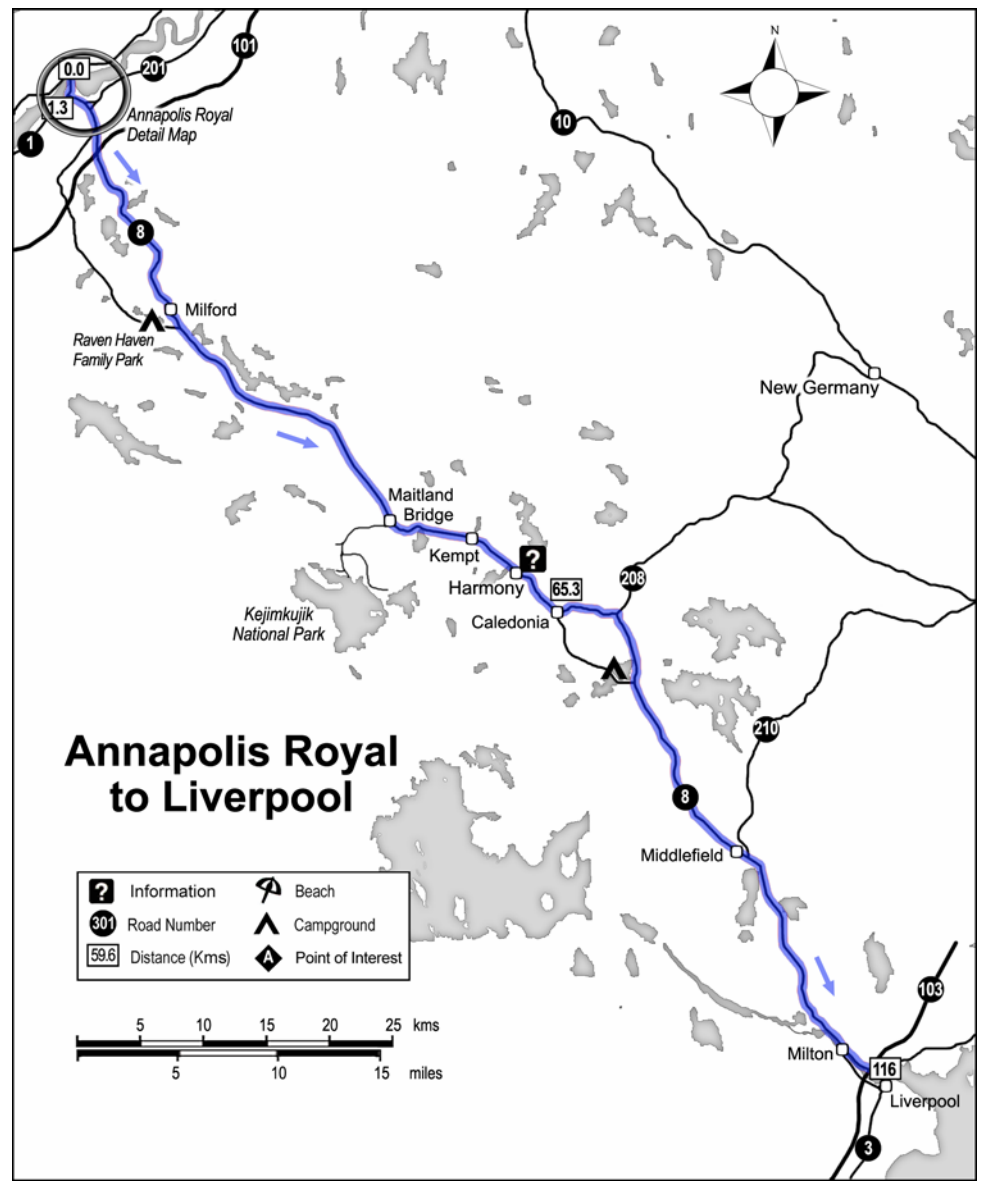 N
101
0.0
201
1.3
Annapolis Royal
Detail Map
10
1
8
Milford
Raven Haven
Family Park
New Germany
Maitland
Bridge
Kempt
?
Harmony
65.3
208
Caledonia
Kejimkujik
National Park
210
Annapolis Royal
to Liverpool
8
Middlefield
? Information
Beach
301 Road Number
Campground
59.6 Distance (Kms)
A Point of Interest
103
5 10 15 20 25 kms
5 10 15 miles
Milton
116
Liverpool
3